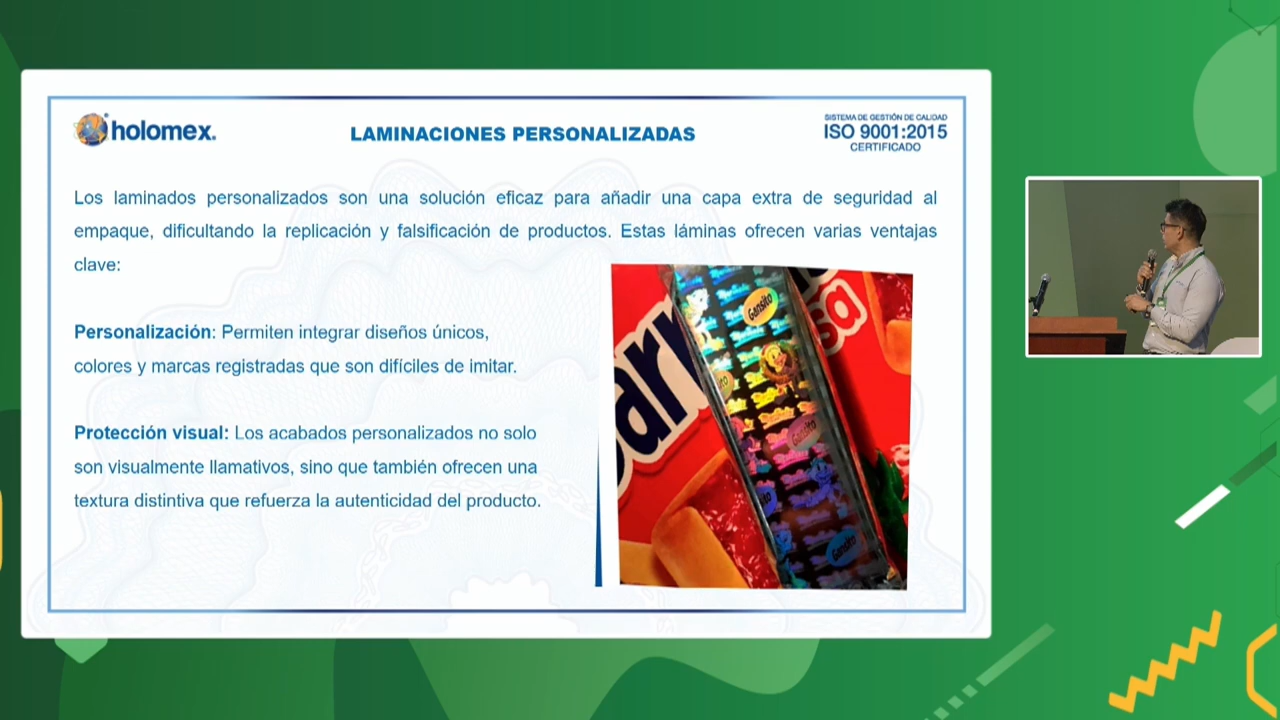 holomex.
LAMINACIONES PERSONALIZADAS
SISTEMA DE GESTIÓN DE CALIDAD
ISO 9001:2015
CERTIFICADO
Los laminados personalizados son una solución eficaz para añadir una capa extra de seguridad al
empaque, dificultando la replicación y falsificación de productos. Estas láminas ofrecen varias ventajas
clave:
Personalización: Permiten integrar diseños únicos,
colores y marcas registradas que son difíciles de imitar.
Protección visual: Los acabados personalizados no solo
son visualmente llamativos, sino que también ofrecen una
textura distintiva que refuerza la autenticidad del producto.
Gansito
Gansito
Gansito